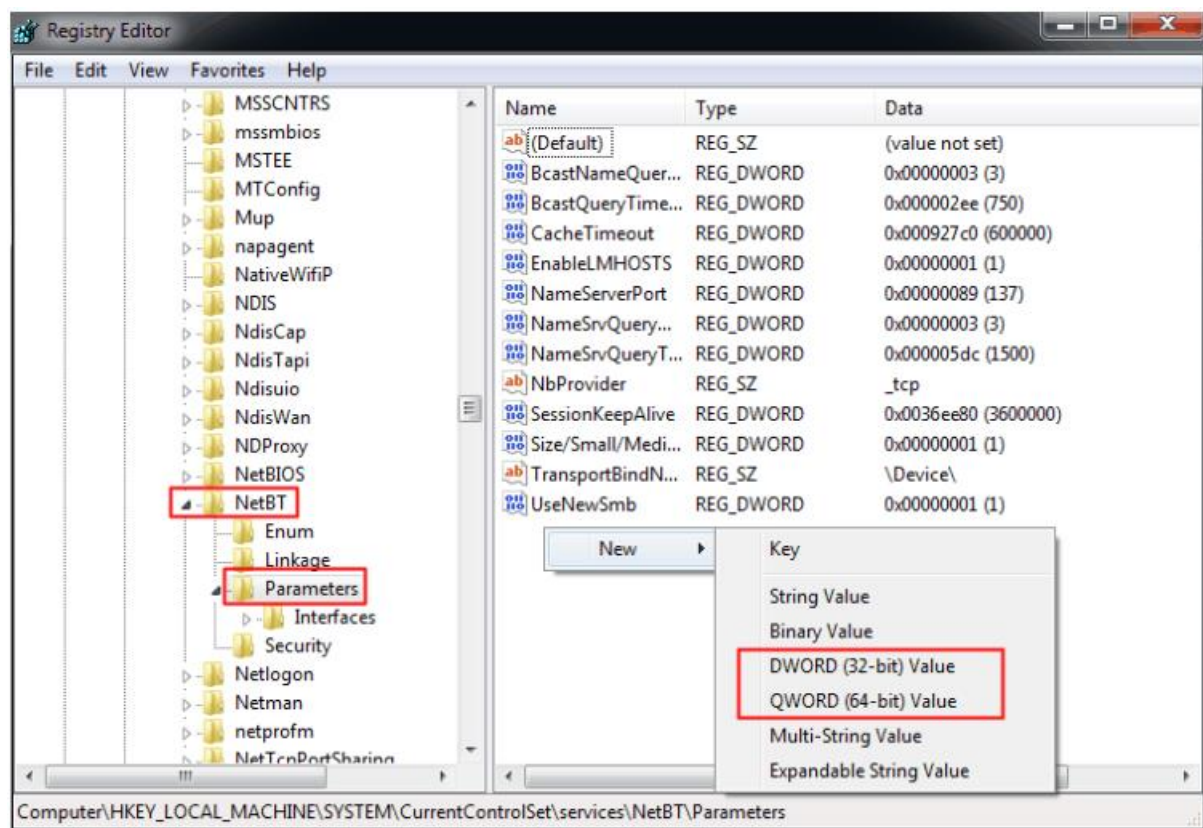 Registry Editor
File Edit View Favorites Help
MSSCNTRS
mssmbios
MSTEE
MTConfig
Mup
napagent
NativeWifiP
NDIS
NdisCap
NdisTapi
Ndisuio
NdisWan
NDProxy
NetBIOS
NetBT
Enum
Linkage
Parameters
Interfaces
Security
Netlogon
Netman
netprofm
NetTcpPortSharing
Name Type Data
(Default) REG_SZ (value not set)
BcastNameQuer... REG_DWORD 0x00000003 (3)
BcastQueryTime... REG_DWORD 0x000002ee (750)
CacheTimeout REG_DWORD 0x000927c0 (600000)
EnableLMHOSTS REG_DWORD 0x00000001 (1)
NameServerPort REG_DWORD 0x00000089 (137)
NameSrvQuery... REG_DWORD 0x00000003 (3)
NameSrvQueryT... REG_DWORD 0x000005dc (1500)
NbProvider REG_SZ _tcp
SessionKeepAlive REG_DWORD 0x0036ee80 (3600000)
Size/Small/Medi... REG_DWORD 0x00000001 (1)
TransportBindN... REG_SZ \Device\
UseNewSmb REG_DWORD 0x00000001 (1)
New
Key
String Value
Binary Value
DWORD (32-bit) Value
QWORD (64-bit) Value
Multi-String Value
Expandable String Value
Computer\HKEY_LOCAL_MACHINE\SYSTEM\CurrentControlSet\services\NetBT\Parameters